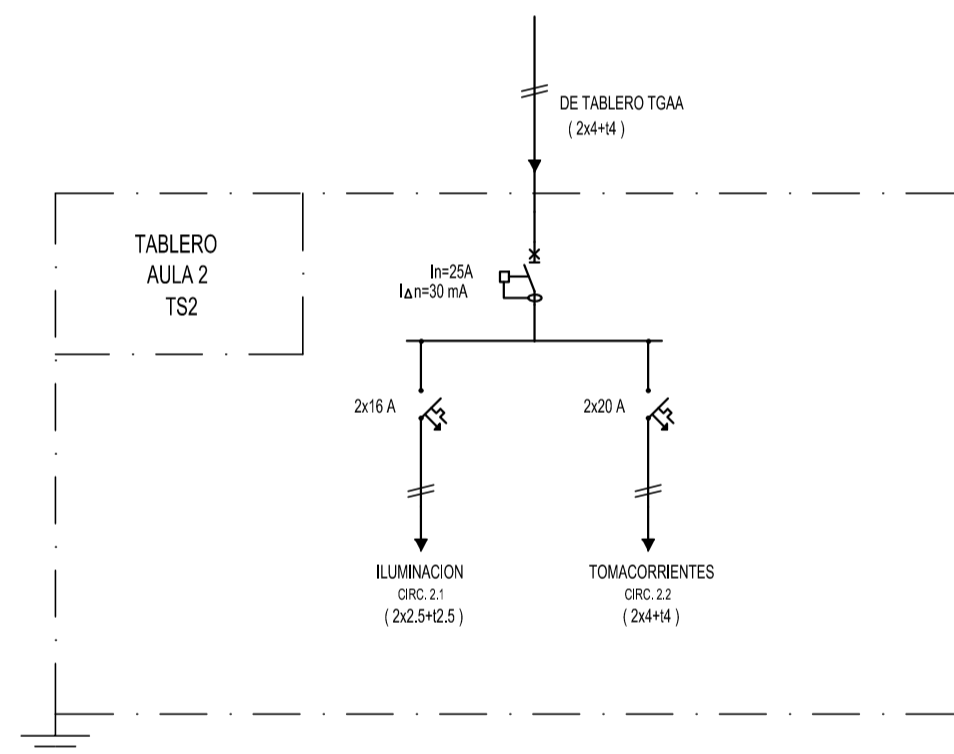 DE TABLERO TGAA
( 2x4+t4 )
TABLERO
AULA 2
TS2
In=25A
IΔn=30 mA
2x16 A
2x20 A
ILUMINACION
CIRC. 2.1
( 2x2.5+t2.5 )
TOMACORRIENTES
CIRC. 2.2
( 2x4+t4 )